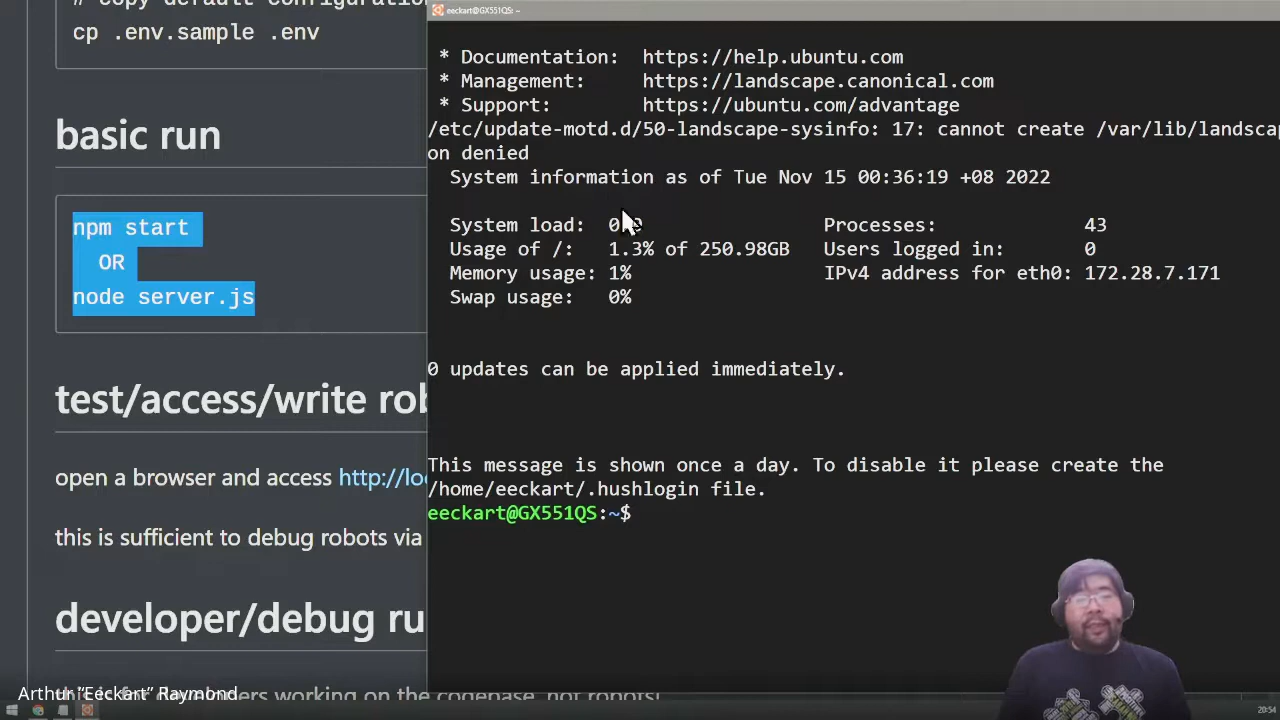 # copy default configuration
cp .env.sample .env
basic run
npm start
OR
node server.js
test/access/write
open a browser and access http://lo
this is sufficient to debug robots via
developer/debug ru
eeckart@GX551QS: ~
* Documentation: https://help.ubuntu.com
* Management: https://landscape.canonical.com
* Support: https://ubuntu.com/advantage
/etc/update-motd.d/50-landscape-sysinfo: 17: cannot create /var/lib/landscap
on denied
System information as of Tue Nov 15 00:36:19 +08 2022
System load: Processes: 43
Usage of /: 1.3% of 250.98GB Users logged in: 0
Memory usage: 1% IPv4 address for eth0: 172.28.7.171
Swap usage: 0%
0 updates can be applied immediately.
This message is shown once a day. To disable it please create the
/home/eeckart/.hushlogin file.
eeckart@GX551QS:~$
Arthur "Eeckart" Raymond
working on the codebase, not robots!
20:54